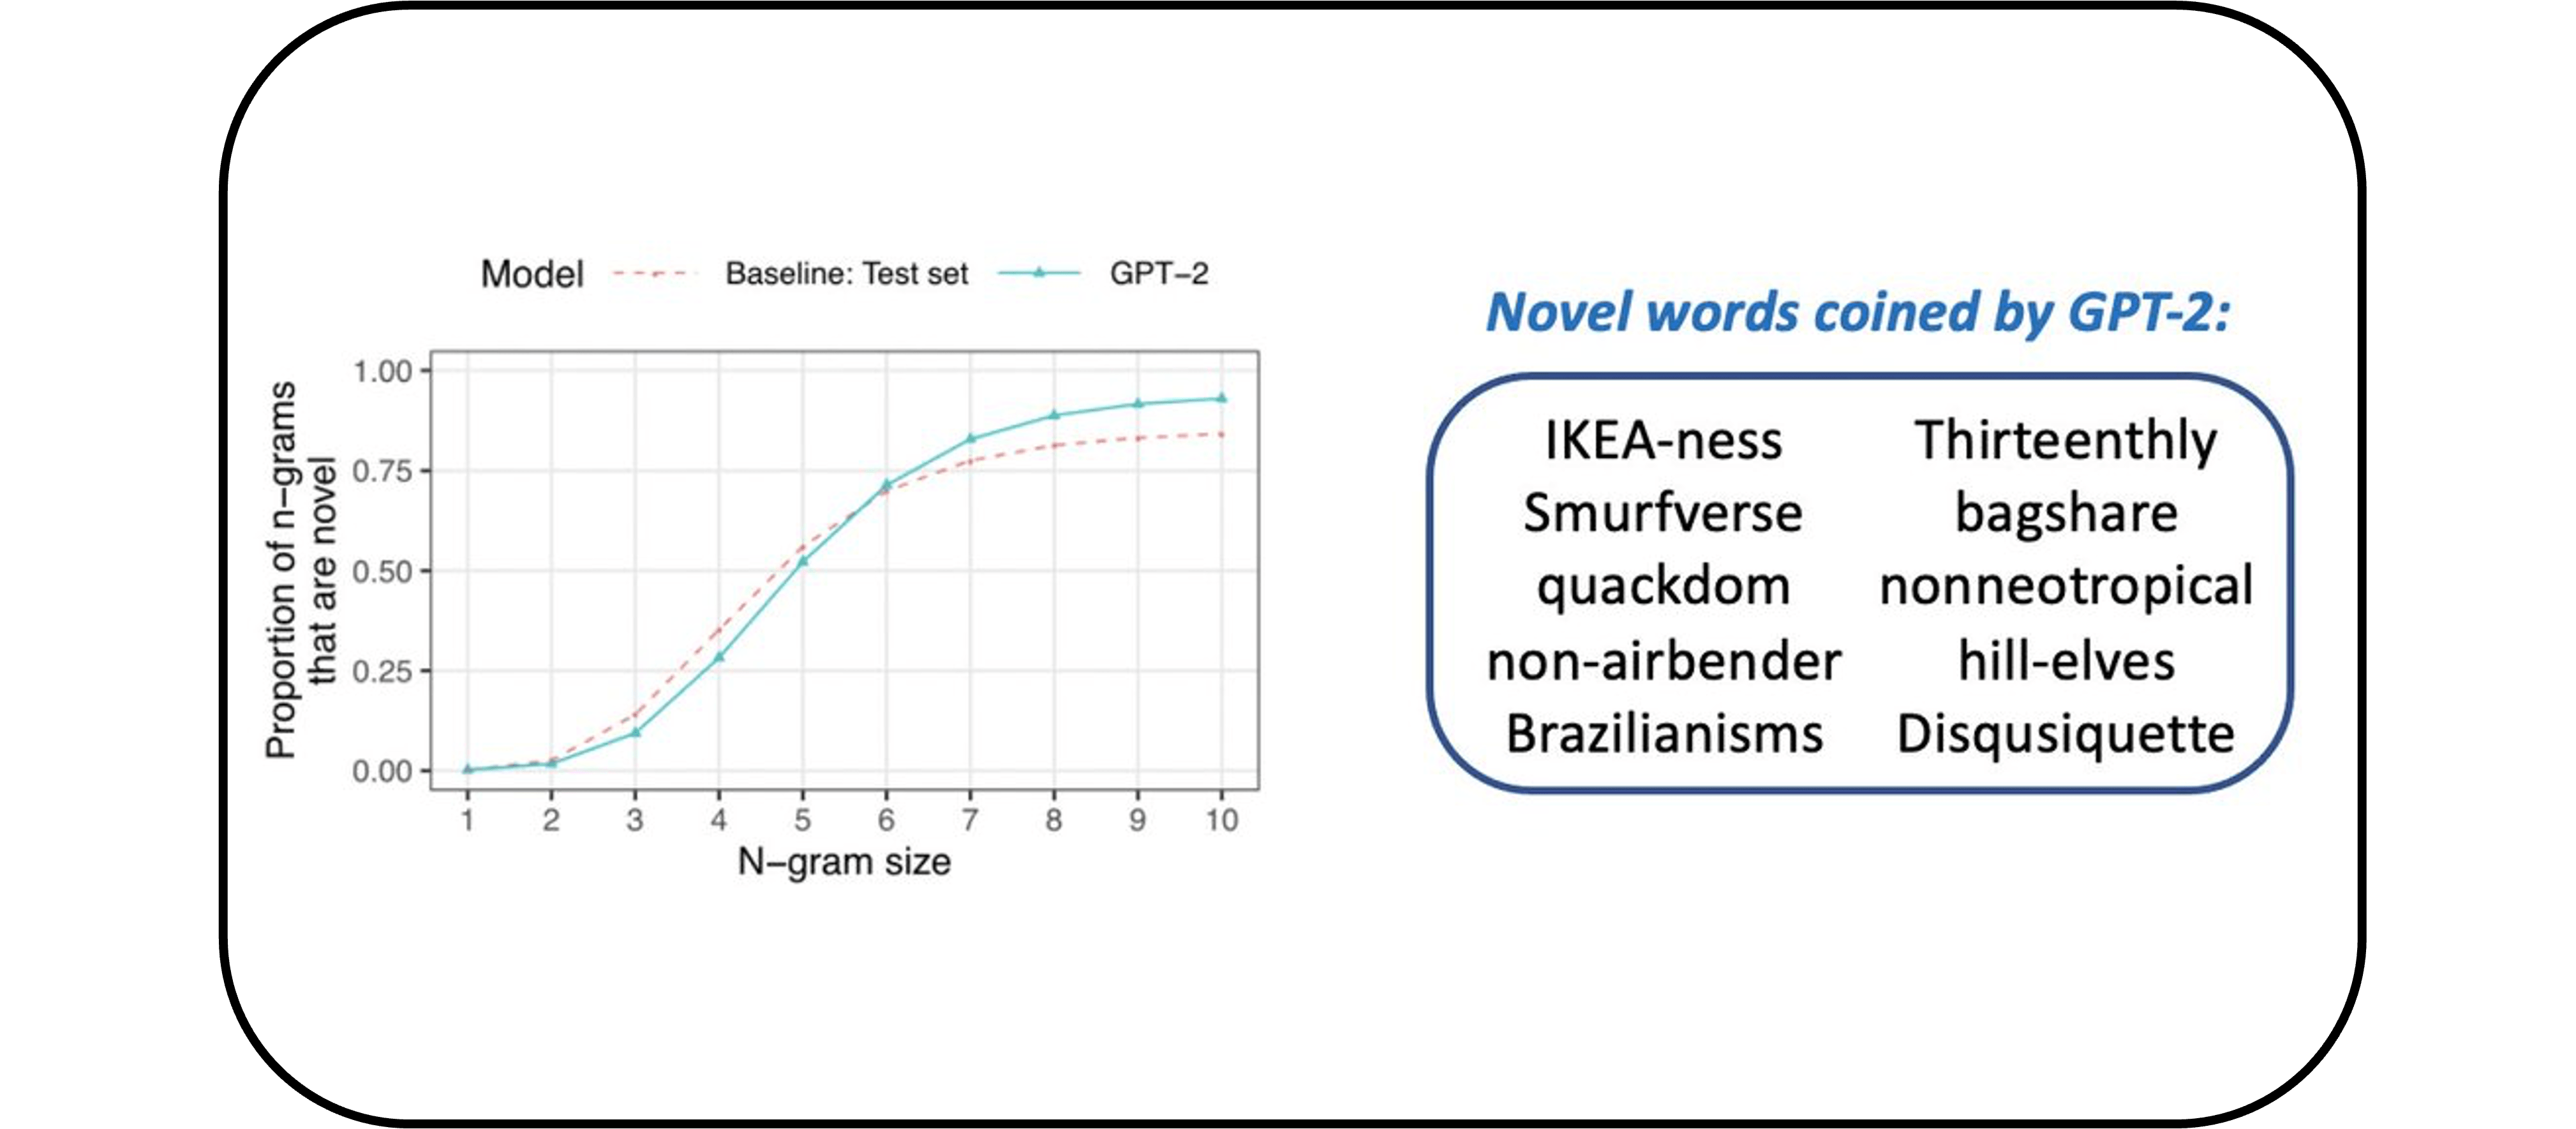 Model Baseline: Test set GPT−2
Proportion of n−grams
that are novel
1.00
0.75
0.50
0.25
0.00
1 2 3 4 5 6 7 8 9 10
N−gram size
Novel words coined by GPT-2:
IKEA-ness Thirteenthly
Smurfverse bagshare
quackdom nonneotropical
non-airbender hill-elves
Brazilianisms Disqusiquette